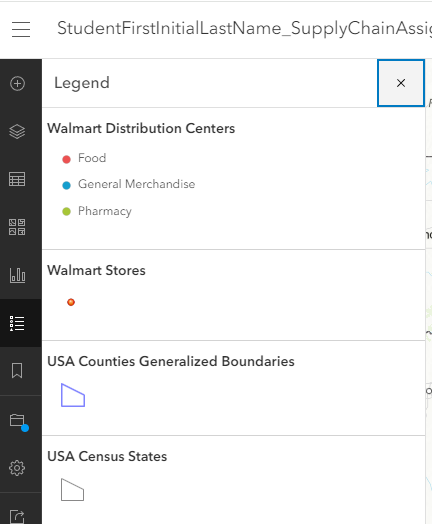 StudentFirstInitialLastName_SupplyChainAssig
Legend
Walmart Distribution Centers
Food
General Merchandise
Pharmacy
Walmart Stores
USA Counties Generalized Boundaries
USA Census States